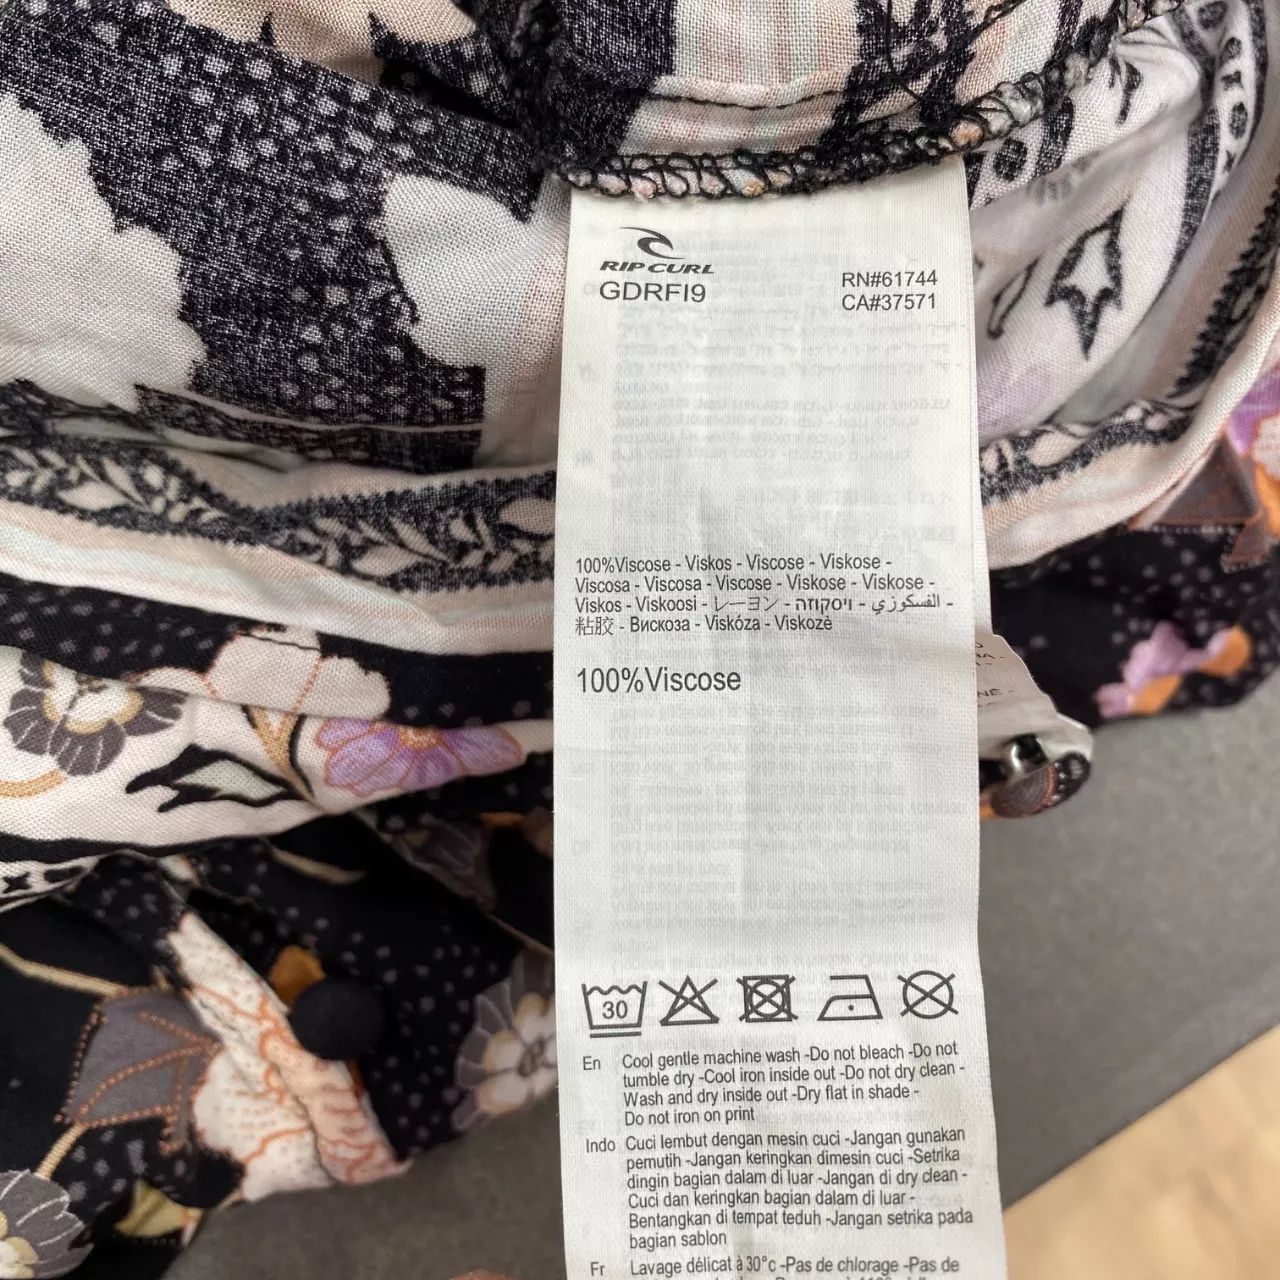 RIP CURL
GDRFI9
RN#61744
CA#37571
100%Viscose - Viskos - Viscose - Viskose -
Viscosa - Viscosa - Viscose - Viskose - Viskose -
Viskos - Viskoosi - レーヨン - ויסקוזה - الفسكوزي -
粘胶 - Вискоза - Viskóza - Viskozė
100%Viscose
30
En Cool gentle machine wash -Do not bleach -Do not
tumble dry -Cool iron inside out -Do not dry clean -
Wash and dry inside out -Dry flat in shade -
Do not iron on print
Indo Cuci lembut dengan mesin cuci -Jangan gunakan
pemutih -Jangan keringkan dimesin cuci -Setrika
dingin bagian dalam di luar -Jangan di dry clean -
Cuci dan keringkan bagian dalam di luar -
Bentangkan di tempat teduh -Jangan setrika pada
bagian sablon
Fr Lavage délicat à 30°c -Pas de chlorage -Pas de